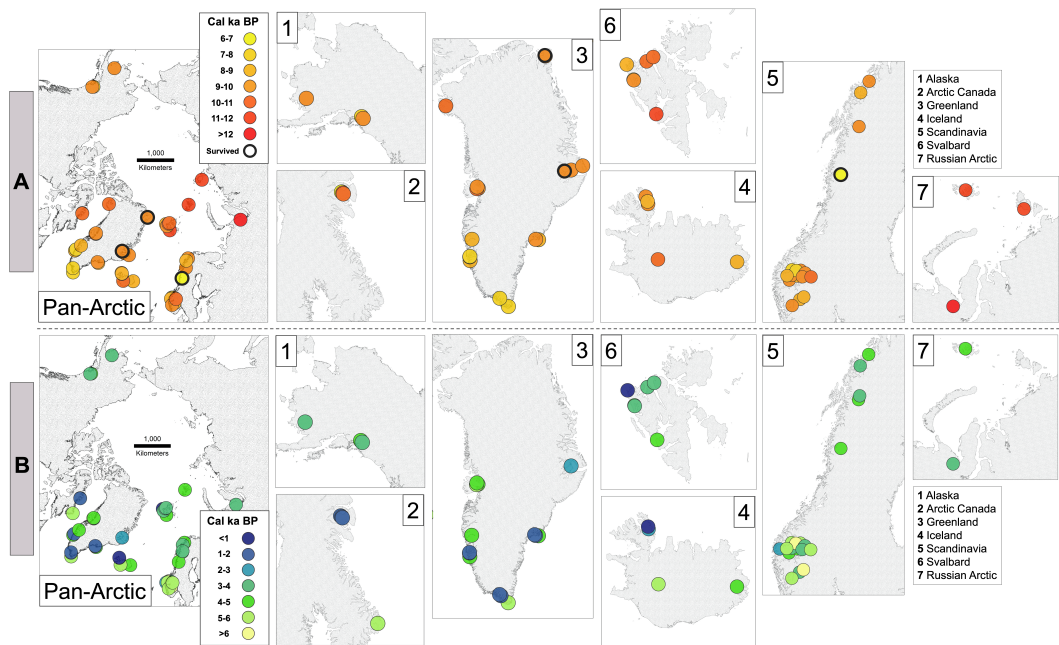 A
Cal ka BP
6-7
7-8
8-9
9-10
10-11
11-12
>12
Survived
1,000
Kilometers
Pan-Arctic
1
2
3
6
4
5
1 Alaska
2 Arctic Canada
3 Greenland
4 Iceland
5 Scandinavia
6 Svalbard
7 Russian Arctic
7
B
1,000
Kilometers
Pan-Arctic
Cal ka BP
<1
1-2
2-3
3-4
4-5
5-6
>6
1
2
3
6
4
5
7
1 Alaska
2 Arctic Canada
3 Greenland
4 Iceland
5 Scandinavia
6 Svalbard
7 Russian Arctic